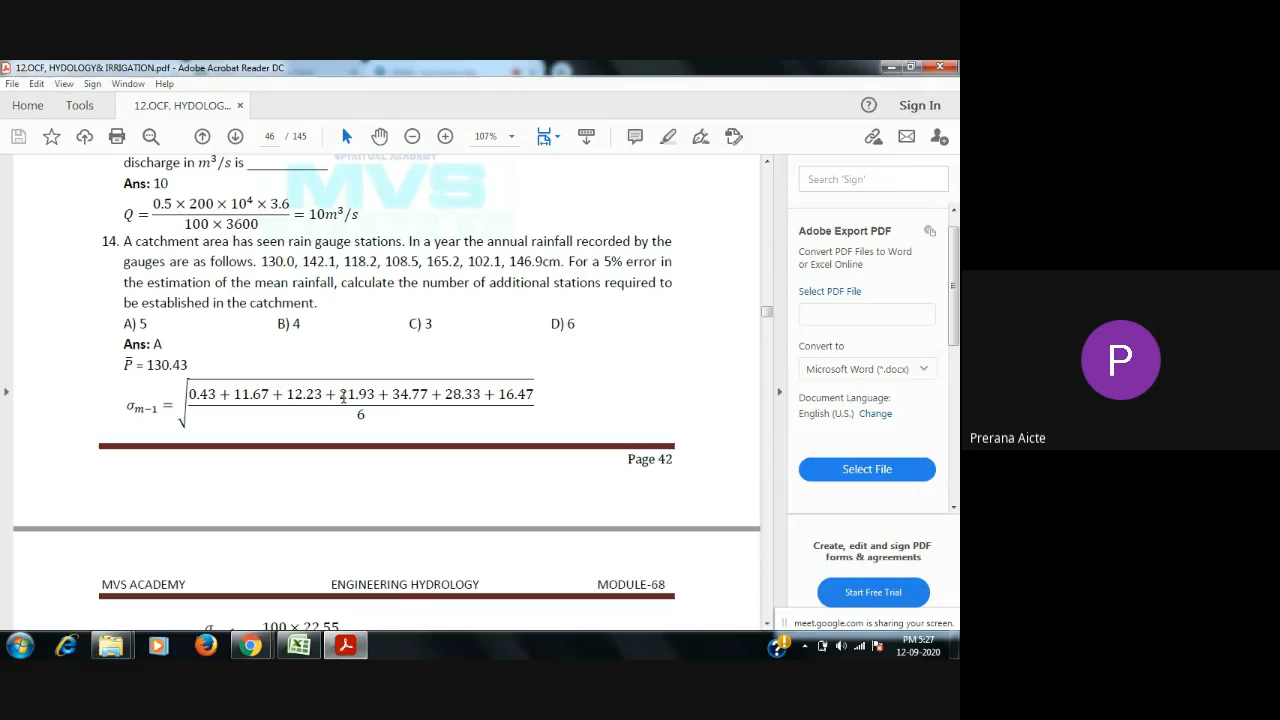 12.OCF, HYDOLOGY& IRRIGATION.pdf - Adobe Acrobat Reader DC
File Edit View Sign Window Help
Home Tools 12.OCF, HYDOLOG... × Sign In
46 / 145 107%
SPIRITUAL ACADEMY
MVS
discharge in m³/s is ___________
Ans: 10
Q = 0.5 × 200 × 10⁴ × 3.6 / 100 × 3600 = 10m³/s
14. A catchment area has seen rain gauge stations. In a year the annual rainfall recorded by the
gauges are as follows. 130.0, 142.1, 118.2, 108.5, 165.2, 102.1, 146.9cm. For a 5% error in
the estimation of the mean rainfall, calculate the number of additional stations required to
be established in the catchment.
A) 5 B) 4 C) 3 D) 6
Ans: A
P̅ = 130.43
σₘ₋₁ = √(0.43 + 11.67 + 12.23 + 21.93 + 34.77 + 28.33 + 16.47 / 6)
Page 42
MVS ACADEMY ENGINEERING HYDROLOGY MODULE-68
100 × 22.55
Search 'Sign'
Adobe Export PDF
Convert PDF Files to Word
or Excel Online
Select PDF File
Convert to
Microsoft Word (*.docx)
Document Language:
English (U.S.) Change
Select File
Create, edit and sign PDF
forms & agreements
Start Free Trial
meet.google.com is sharing your screen.
PM 5:27
12-09-2020
P
Prerana Aicte